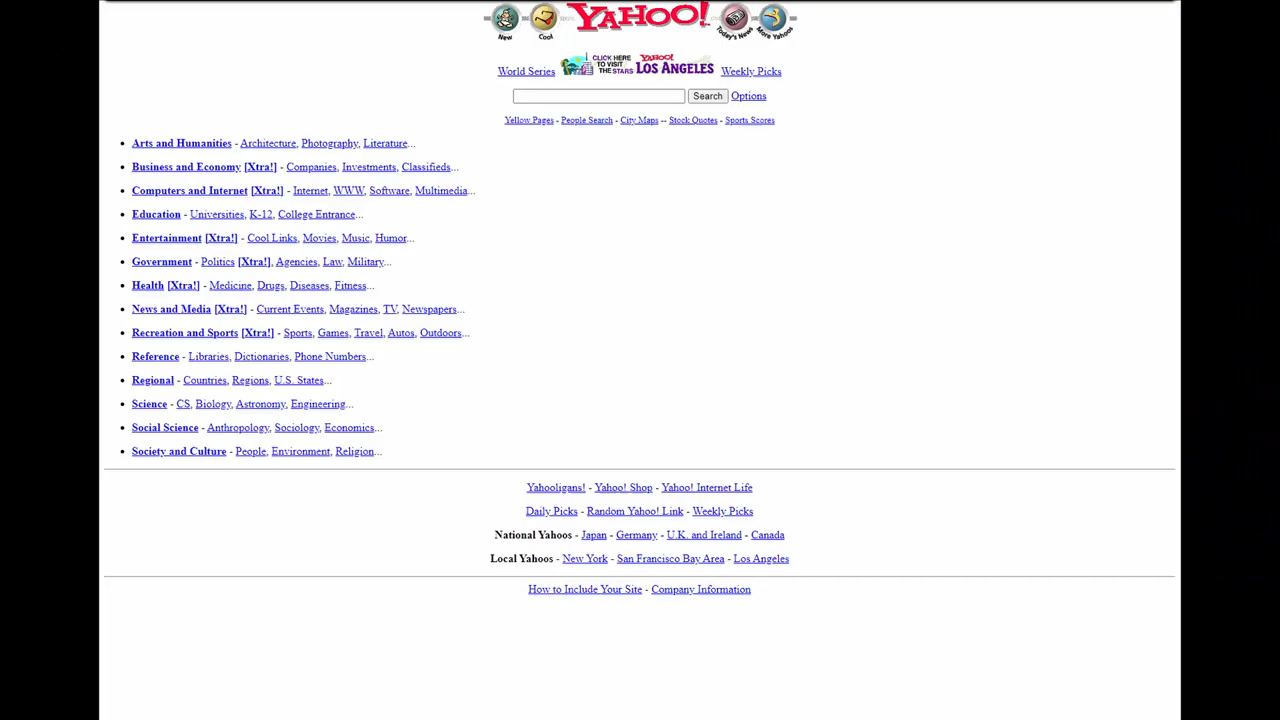 YAHOO!
New Cool Today's News More Yahoos
World Series CLICK HERE TO VISIT THE STARS YAHOO! LOS ANGELES Weekly Picks
Search Options
Yellow Pages - People Search - City Maps -- Stock Quotes - Sports Scores
• Arts and Humanities - Architecture, Photography, Literature...
• Business and Economy [Xtra!] - Companies, Investments, Classifieds...
• Computers and Internet [Xtra!] - Internet, WWW, Software, Multimedia...
• Education - Universities, K-12, College Entrance...
• Entertainment [Xtra!] - Cool Links, Movies, Music, Humor...
• Government - Politics [Xtra!], Agencies, Law, Military...
• Health [Xtra!] - Medicine, Drugs, Diseases, Fitness...
• News and Media [Xtra!] - Current Events, Magazines, TV, Newspapers...
• Recreation and Sports [Xtra!] - Sports, Games, Travel, Autos, Outdoors...
• Reference - Libraries, Dictionaries, Phone Numbers...
• Regional - Countries, Regions, U.S. States...
• Science - CS, Biology, Astronomy, Engineering...
• Social Science - Anthropology, Sociology, Economics...
• Society and Culture - People, Environment, Religion...
Yahooligans! - Yahoo! Shop - Yahoo! Internet Life
Daily Picks - Random Yahoo! Link - Weekly Picks
National Yahoos - Japan - Germany - U.K. and Ireland - Canada
Local Yahoos - New York - San Francisco Bay Area - Los Angeles
How to Include Your Site - Company Information